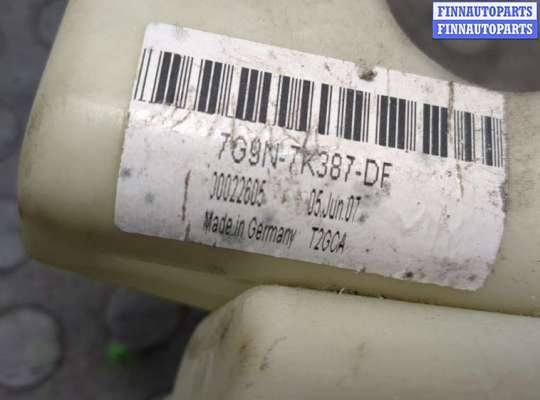 FINNAUTOPARTS
FINNAUTOPARTS
7G9N-7K387-DF
00022605 05.Jun.07
Made in Germany T2GCA